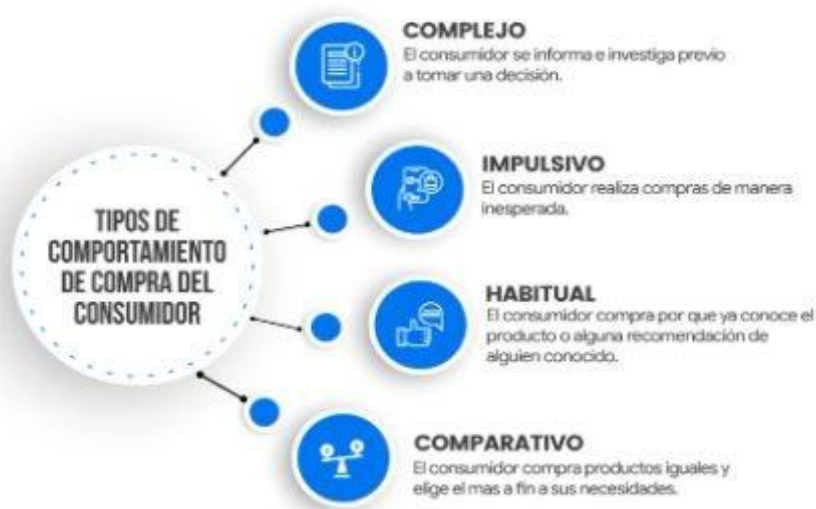 COMPLEJO
El consumidor se informa e investiga previo
a tomar una decisión.
IMPULSIVO
El consumidor realiza compras de manera
inesperada.
TIPOS DE
COMPORTAMIENTO
DE COMPRA DEL
CONSUMIDOR
HABITUAL
El consumidor compra por que ya conoce el
producto o alguna recomendación de
alguien conocido.
COMPARATIVO
El consumidor compra productos iguales y
elige el mas a fin a sus necesidades.